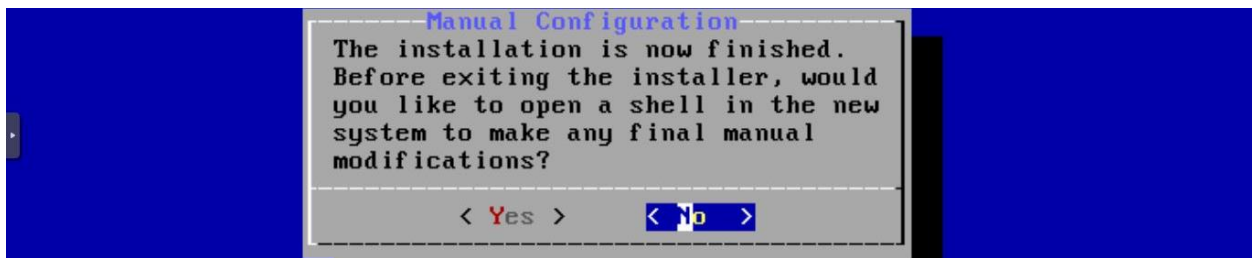 Manual Configuration
The installation is now finished.
Before exiting the installer, would
you like to open a shell in the new
system to make any final manual
modifications?
< Yes > < No >